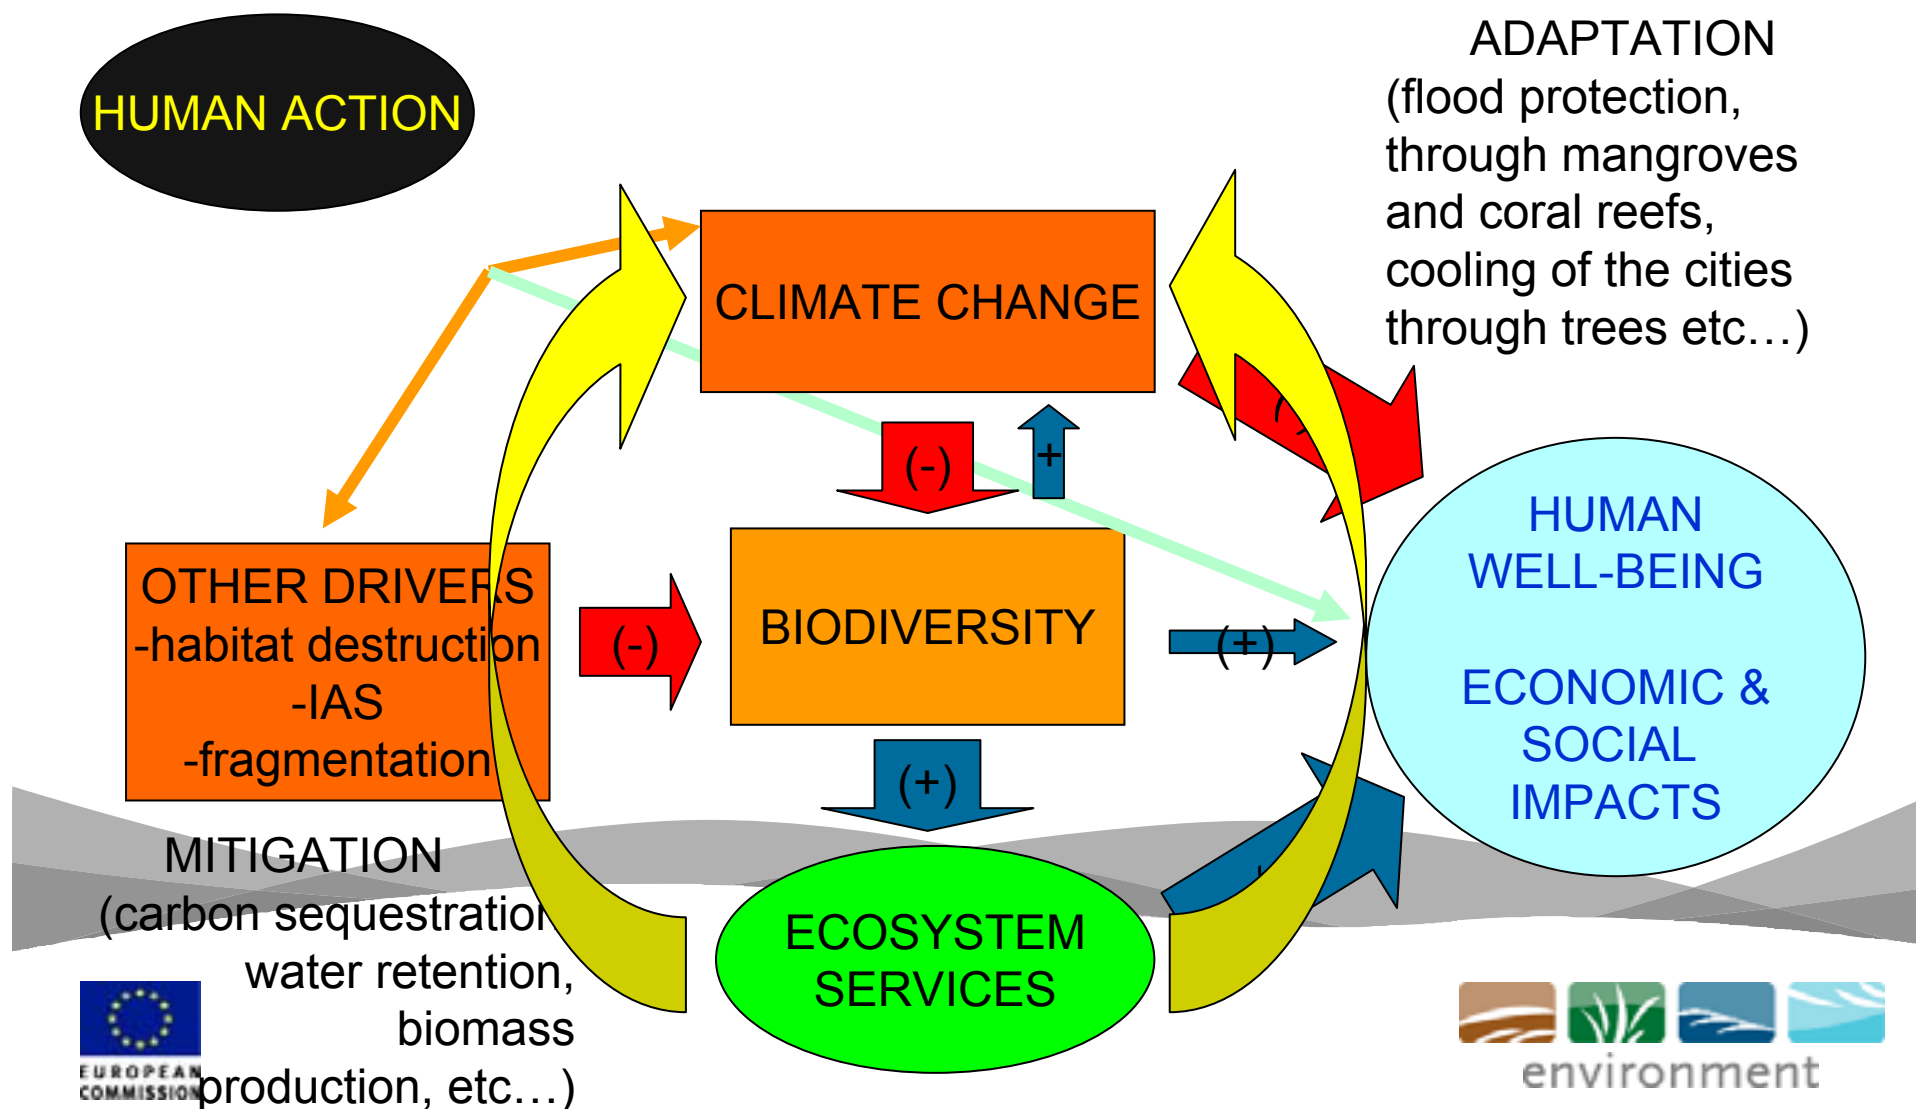 HUMAN ACTION
ADAPTATION
(flood protection,
through mangroves
and coral reefs,
cooling of the cities
through trees etc…)
CLIMATE CHANGE
(-)
+
OTHER DRIVERS
-habitat destruction
-IAS
-fragmentation
(-)
BIODIVERSITY
(+)
HUMAN
WELL-BEING
ECONOMIC &
SOCIAL
IMPACTS
(+)
MITIGATION
(carbon sequestration
water retention,
biomass
production, etc…)
ECOSYSTEM
SERVICES
EUROPEAN
COMMISSION
environment